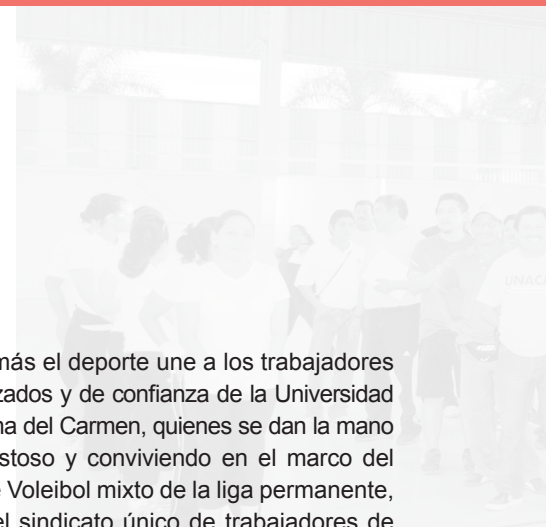 UNAC
más el deporte une a los trabajadores
zados y de confianza de la Universidad
na del Carmen, quienes se dan la mano
stoso y conviviendo en el marco del
e Voleibol mixto de la liga permanente,
el sindicato único de trabajadores de